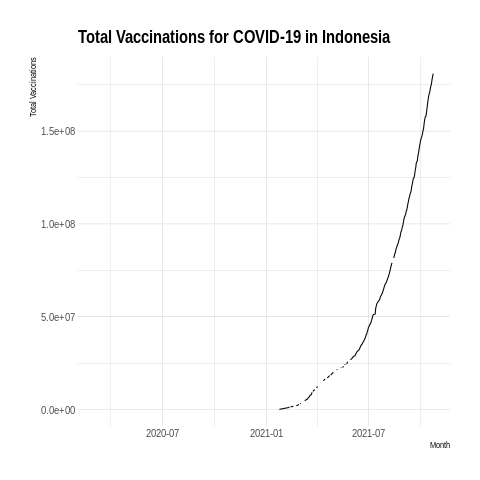 Total Vaccinations for COVID-19 in Indonesia
Total Vaccinations
1.5e+08
1.0e+08
5.0e+07
0.0e+00
2020-07
2021-01
2021-07
Month